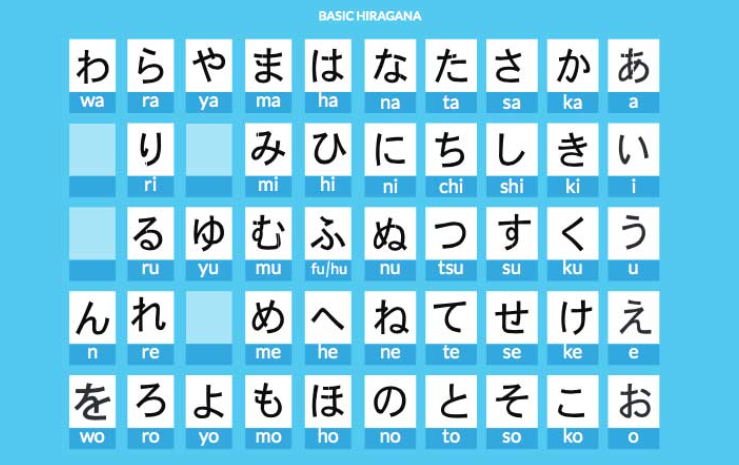 BASIC HIRAGANA
わ ら や ま は な た さ か あ
wa ra ya ma ha na ta sa ka a
り み ひ に ち し き い
ri mi hi ni chi shi ki i
る ゆ む ふ ぬ つ す く う
ru yu mu fu/hu nu tsu su ku u
ん れ め へ ね て せ け え
n re me he ne te se ke e
を ろ よ も ほ の と そ こ お
wo ro yo mo ho no to so ko o